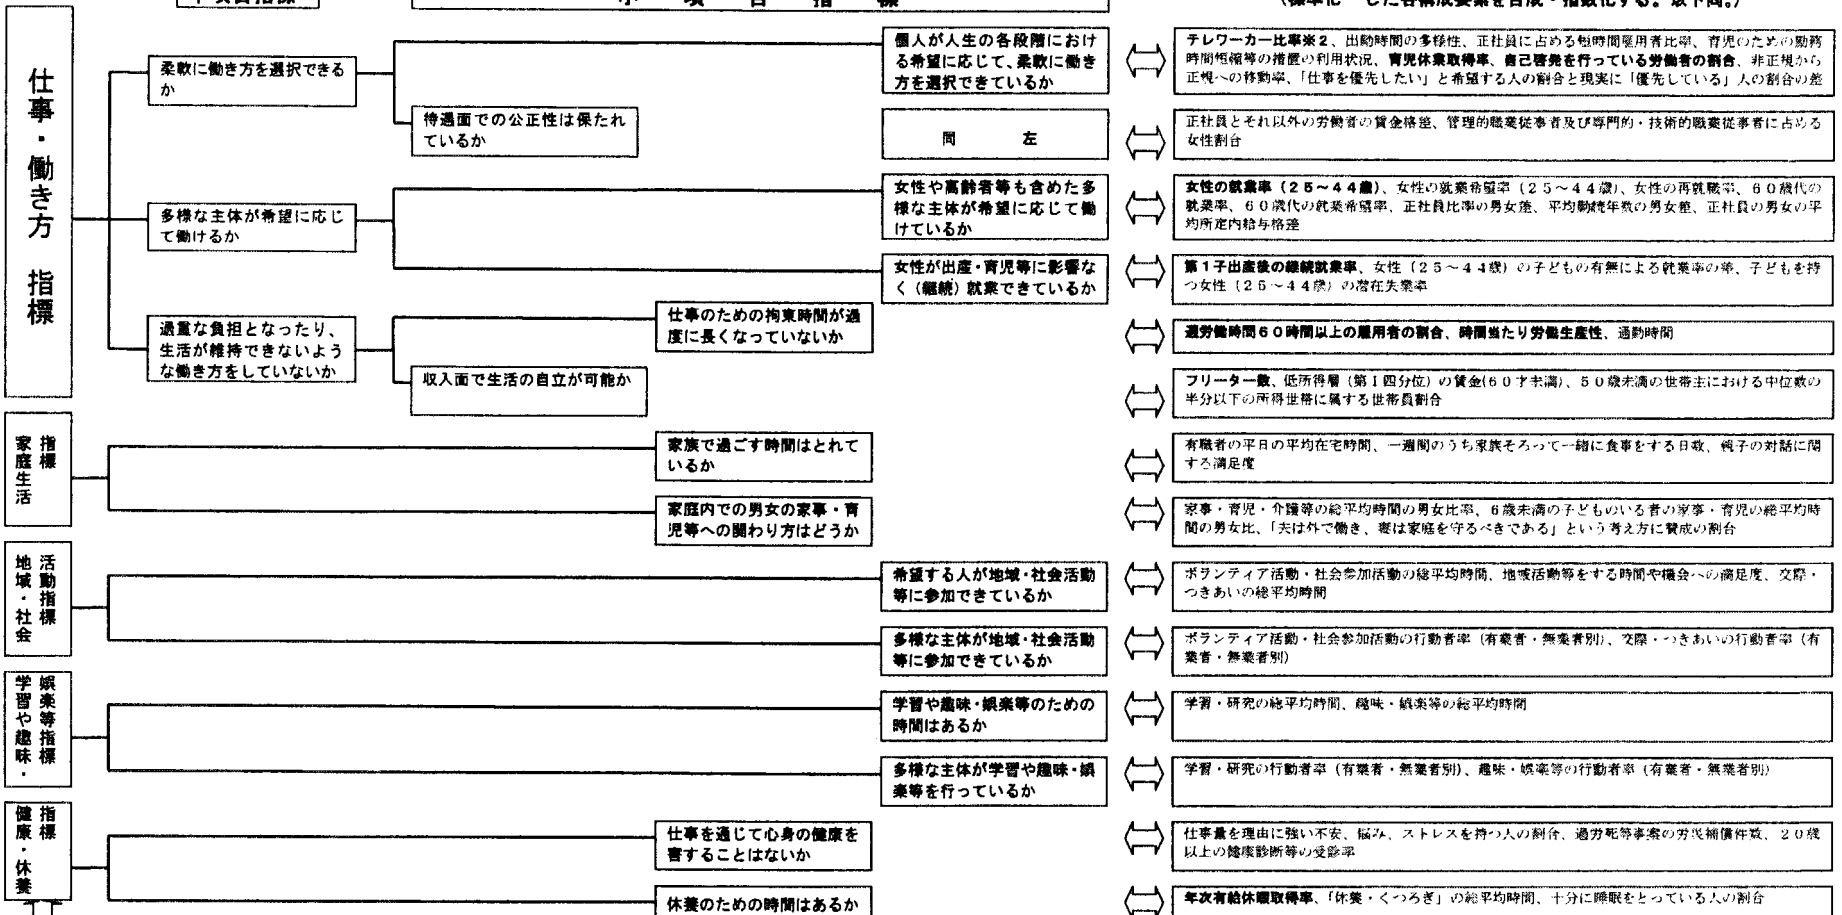 中項目指標
小項目指標
(標準化 した各構成要素を合成・指数化する。以下同。)
仕事・働き方 指標
柔軟に働き方を選択できる
か
個人が人生の各段階におけ
る希望に応じて、柔軟に働き
方を選択できているか
テレワーカー比率※2、出勤時間の多様性、正社員に占める短時間雇用者比率、育児のための勤務
時間短縮等の措置の利用状況、育児休業取得率、自己啓発を行っている労働者の割合、非正規から
正規への移動率、「仕事を優先したい」と希望する人の割合と現実に「優先している」人の割合の差
待遇面での公正性は保たれ
ているか
同 左
正社員とそれ以外の労働者の賃金格差、管理的職業従事者及び専門的・技術的職業従事者に占める
女性割合
多様な主体が希望に応じ
て働けるか
女性や高齢者等も含めた多
様な主体が希望に応じて働
けているか
女性の就業率（25～44歳）、女性の就業希望率（25～44歳）、女性の再就職率、60歳代の
就業率、60歳代の就業希望率、正社員比率の男女差、平均勤続年数の男女差、正社員の男女の平
均所定内給与格差
女性が出産・育児等に影響な
く（継続）就業できているか
第1子出産後の継続就業率、女性（25～44歳）の子どもの有無による就業率の差、子どもを持
つ女性（25～44歳）の潜在失業率
過重な負担となったり、
生活が維持できないよう
な働き方をしていないか
仕事のための拘束時間が過
度に長くなっていないか
週労働時間60時間以上の雇用者の割合、時間当たり労働生産性、通勤時間
収入面で生活の自立が可能か
フリーター数、低所得層（第Ⅰ四分位）の賃金(60才未満)、50歳未満の世帯主における中位数の
半分以下の所得世帯に属する世帯員割合
家庭生活
指標
家族で過ごす時間はとれて
いるか
有職者の平日の平均在宅時間、一週間のうち家族そろって一緒に食事をする日数、親子の対話に関
する満足度
家庭内での男女の家事・育
児等への関わり方はどうか
家事・育児・介護等の総平均時間の男女比率、6歳未満の子どものいる者の家事・育児の総平均時
間の男女比、「夫は外で働き、妻は家庭を守るべきである」という考え方に賛成の割合
地域・社会
活動指標
希望する人が地域・社会活動
等に参加できているか
ボランティア活動・社会参加活動の総平均時間、地域活動等をする時間や機会への満足度、交際・
つきあいの総平均時間
多様な主体が地域・社会活動
等に参加できているか
ボランティア活動・社会参加活動の行動者率（有業者・無業者別）、交際・つきあいの行動者率（有
業者・無業者別）
学習や趣味・
娯楽等指標
学習や趣味・娯楽等のための
時間はあるか
学習・研究の総平均時間、趣味・娯楽等の総平均時間
多様な主体が学習や趣味・娯
楽等を行っているか
学習・研究の行動者率（有業者・無業者別）、趣味・娯楽等の行動者率（有業者・無業者別）
健康・休養
指標
仕事を通じて心身の健康を
害することはないか
仕事量を理由に強い不安、悩み、ストレスを持つ人の割合、過労死等事案の労災補償件数、20歳
以上の健康診断等の受診率
休養のための時間はあるか
年次有給休暇取得率、「休養・くつろぎ」の総平均時間、十分に睡眠をとっている人の割合